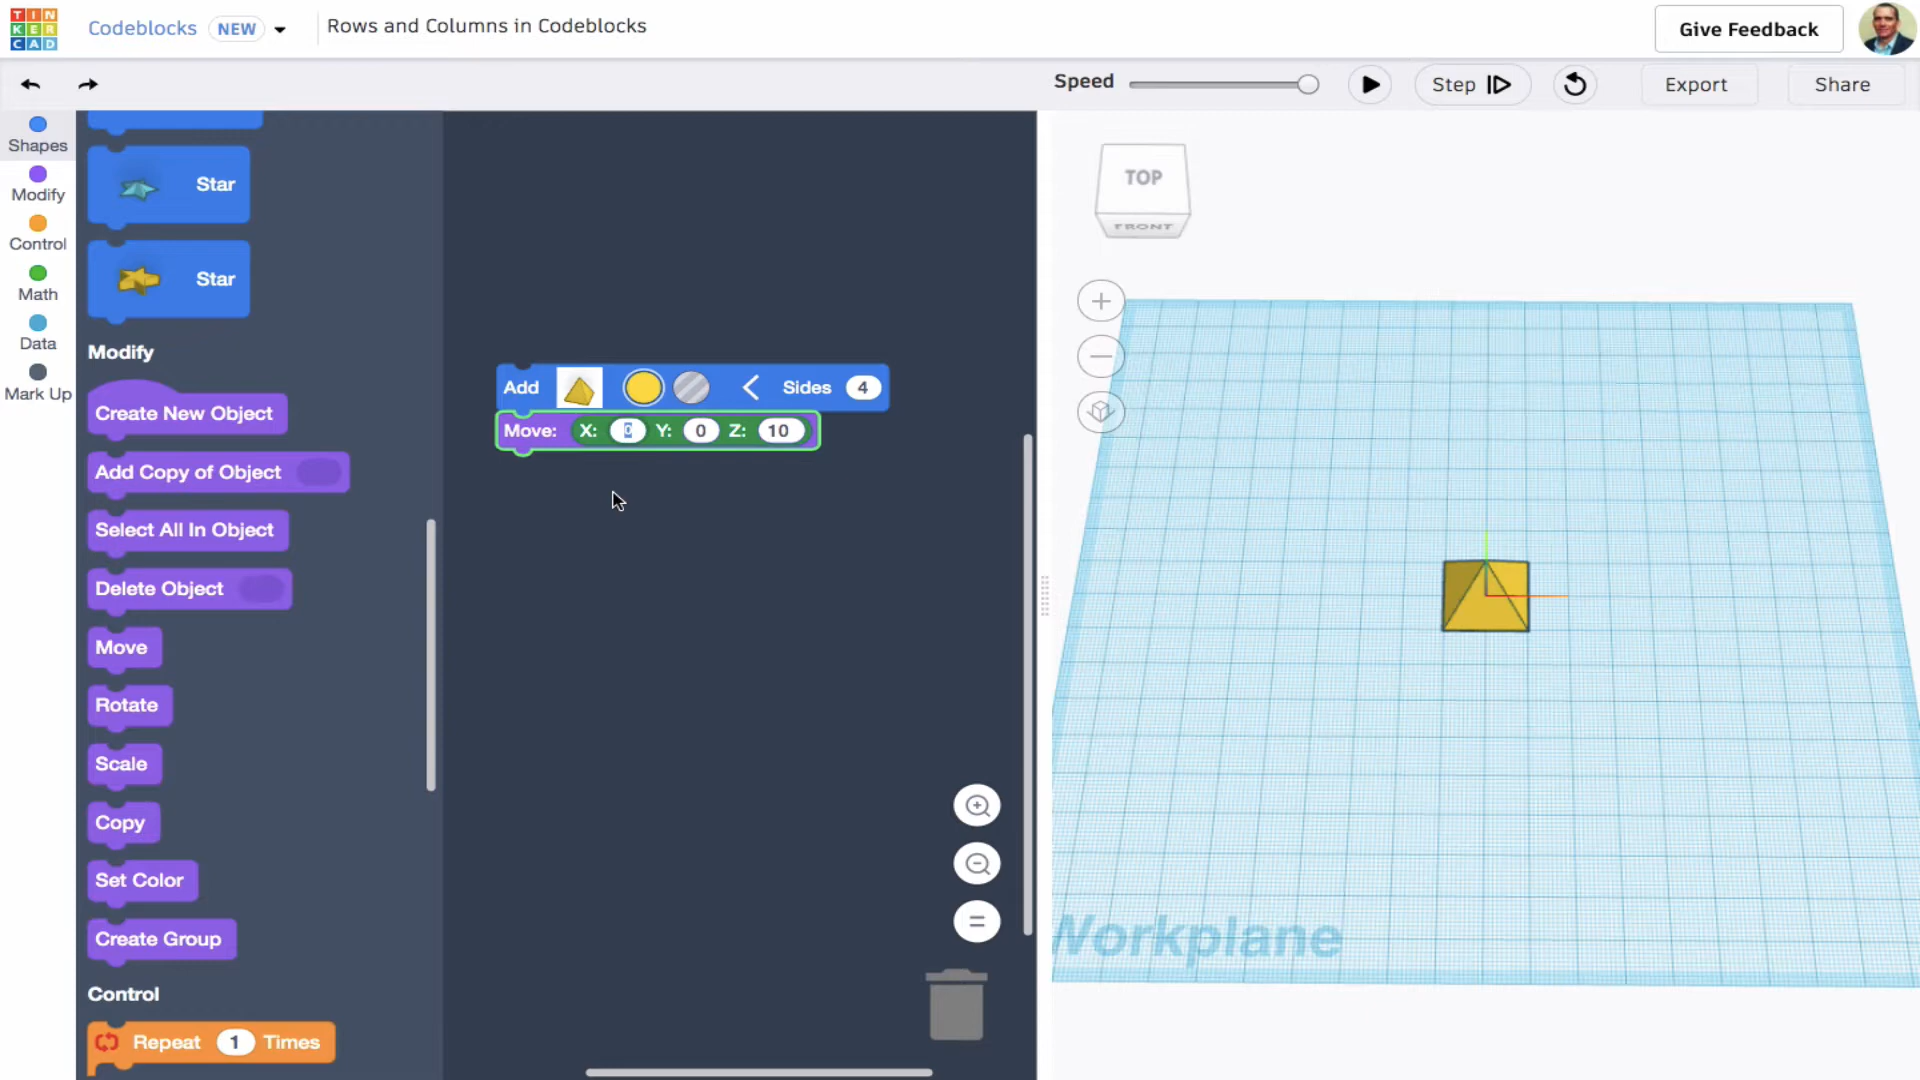 TIN
KER
CAD
Codeblocks NEW
Rows and Columns in Codeblocks
Give Feedback
Speed
Step
Export
Share
Shapes
Modify
Control
Math
Data
Mark Up
Star
Star
Modify
Create New Object
Add Copy of Object
Select All In Object
Delete Object
Move
Rotate
Scale
Copy
Set Color
Create Group
Control
Repeat 1 Times
Add Sides 4
Move: X: 0 Y: 0 Z: 10
TOP
FRONT
Workplane